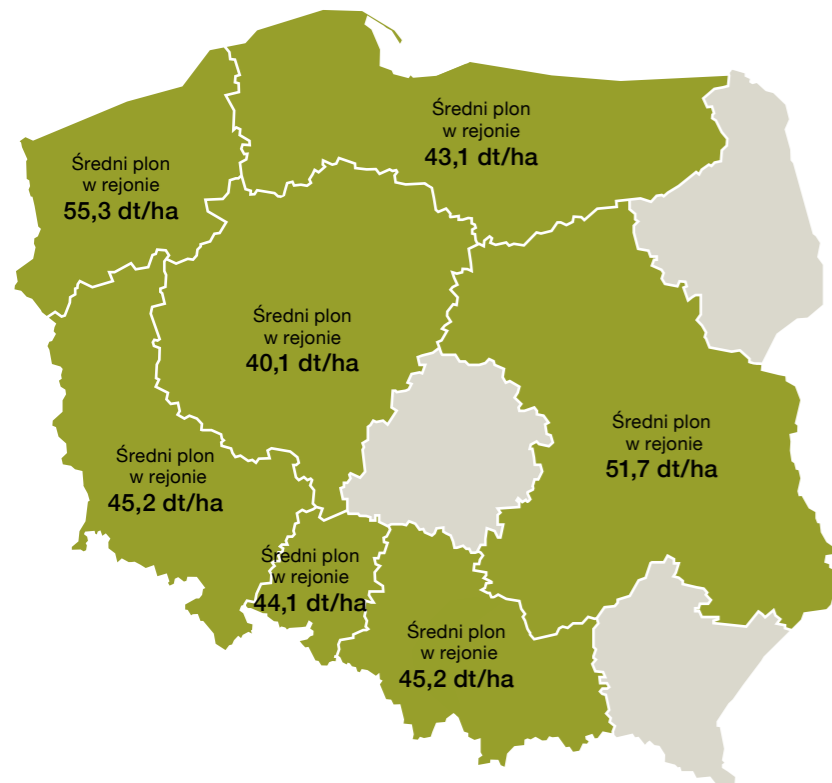 Średni plon
w rejonie
43,1 dt/ha
Średni plon
w rejonie
55,3 dt/ha
Średni plon
w rejonie
40,1 dt/ha
Średni plon
w rejonie
51,7 dt/ha
Średni plon
w rejonie
45,2 dt/ha
Średni plon
w rejonie
44,1 dt/ha
Średni plon
w rejonie
45,2 dt/ha